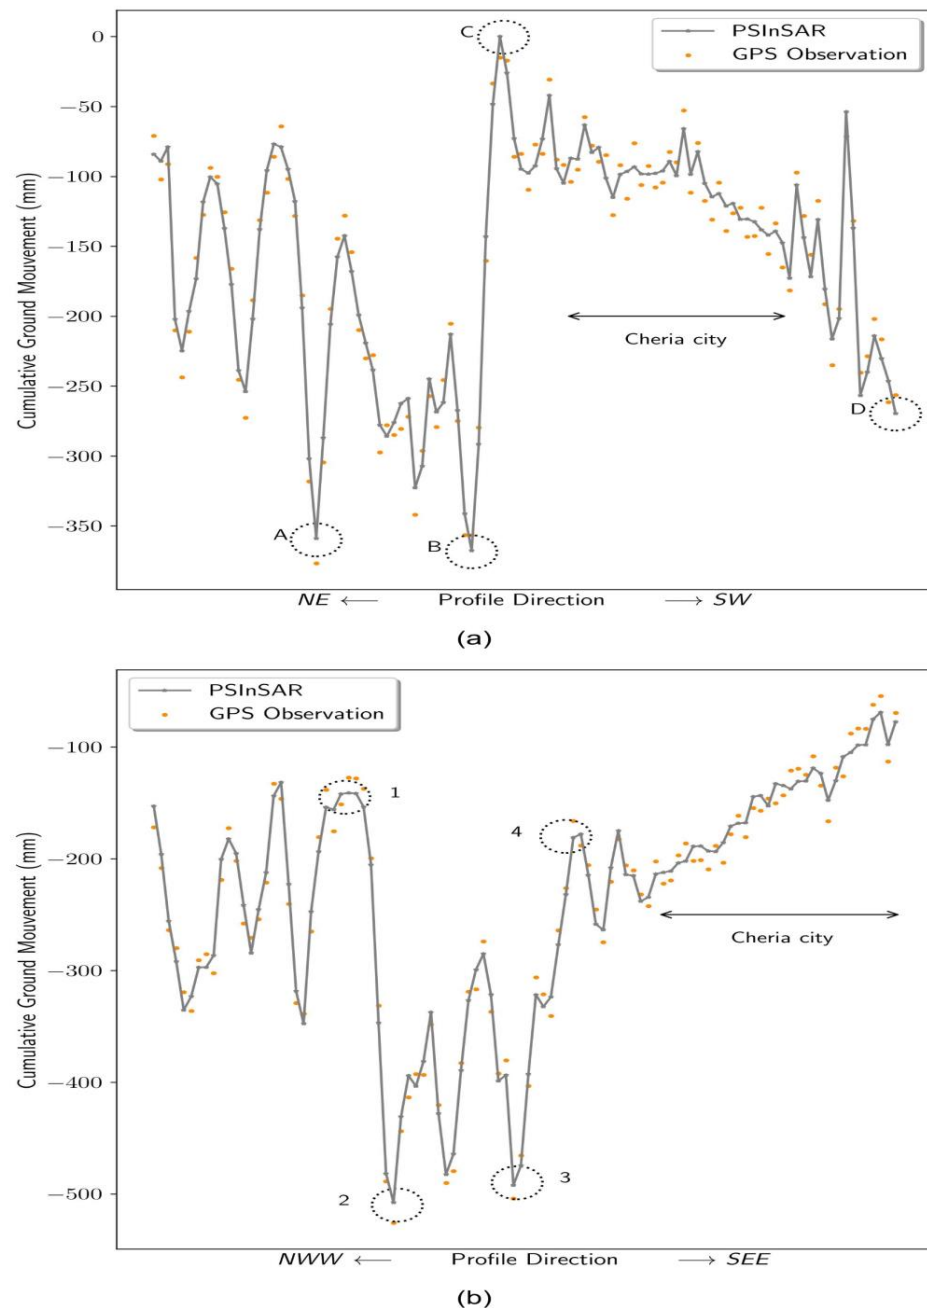 C
PSInSAR
GPS Observation
0
−50
−100
−150
−200
−250
−300
−350
Cumulative Ground Mouvement (mm)
Cheria city
D
A
B
NE ← Profile Direction → SW
(a)
PSInSAR
GPS Observation
−100
−200
−300
−400
−500
Cumulative Ground Mouvement (mm)
1
4
Cheria city
2
3
NWW ← Profile Direction → SEE
(b)